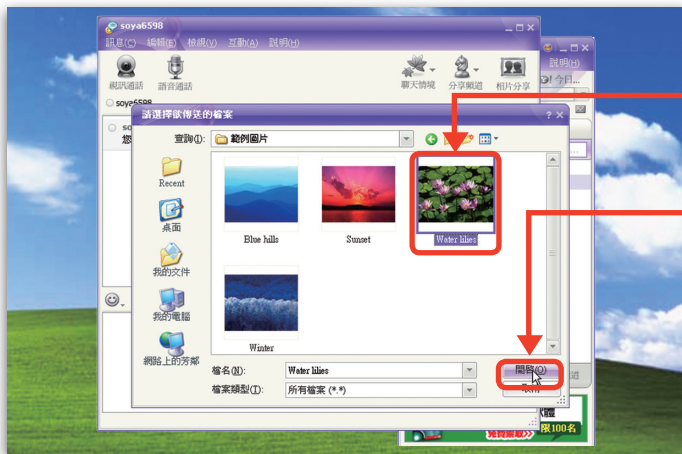 soya6598
訊息(C) 編輯(E) 檢視(V) 互動(A) 說明(H)
說明(H)
視訊通話 語音通話 聊天情境 分享頻道 相片分享
今日...
soya6598
請選擇欲傳送的檔案
您
查詢(I): 範例圖片
Recent
桌面
我的文件
我的電腦
網路上的芳鄰
Blue hills
Sunset
Water lilies
Winter
檔名(N): Water lilies 開啟(O)
檔案類型(T): 所有檔案 (*.*) 取消
限100名